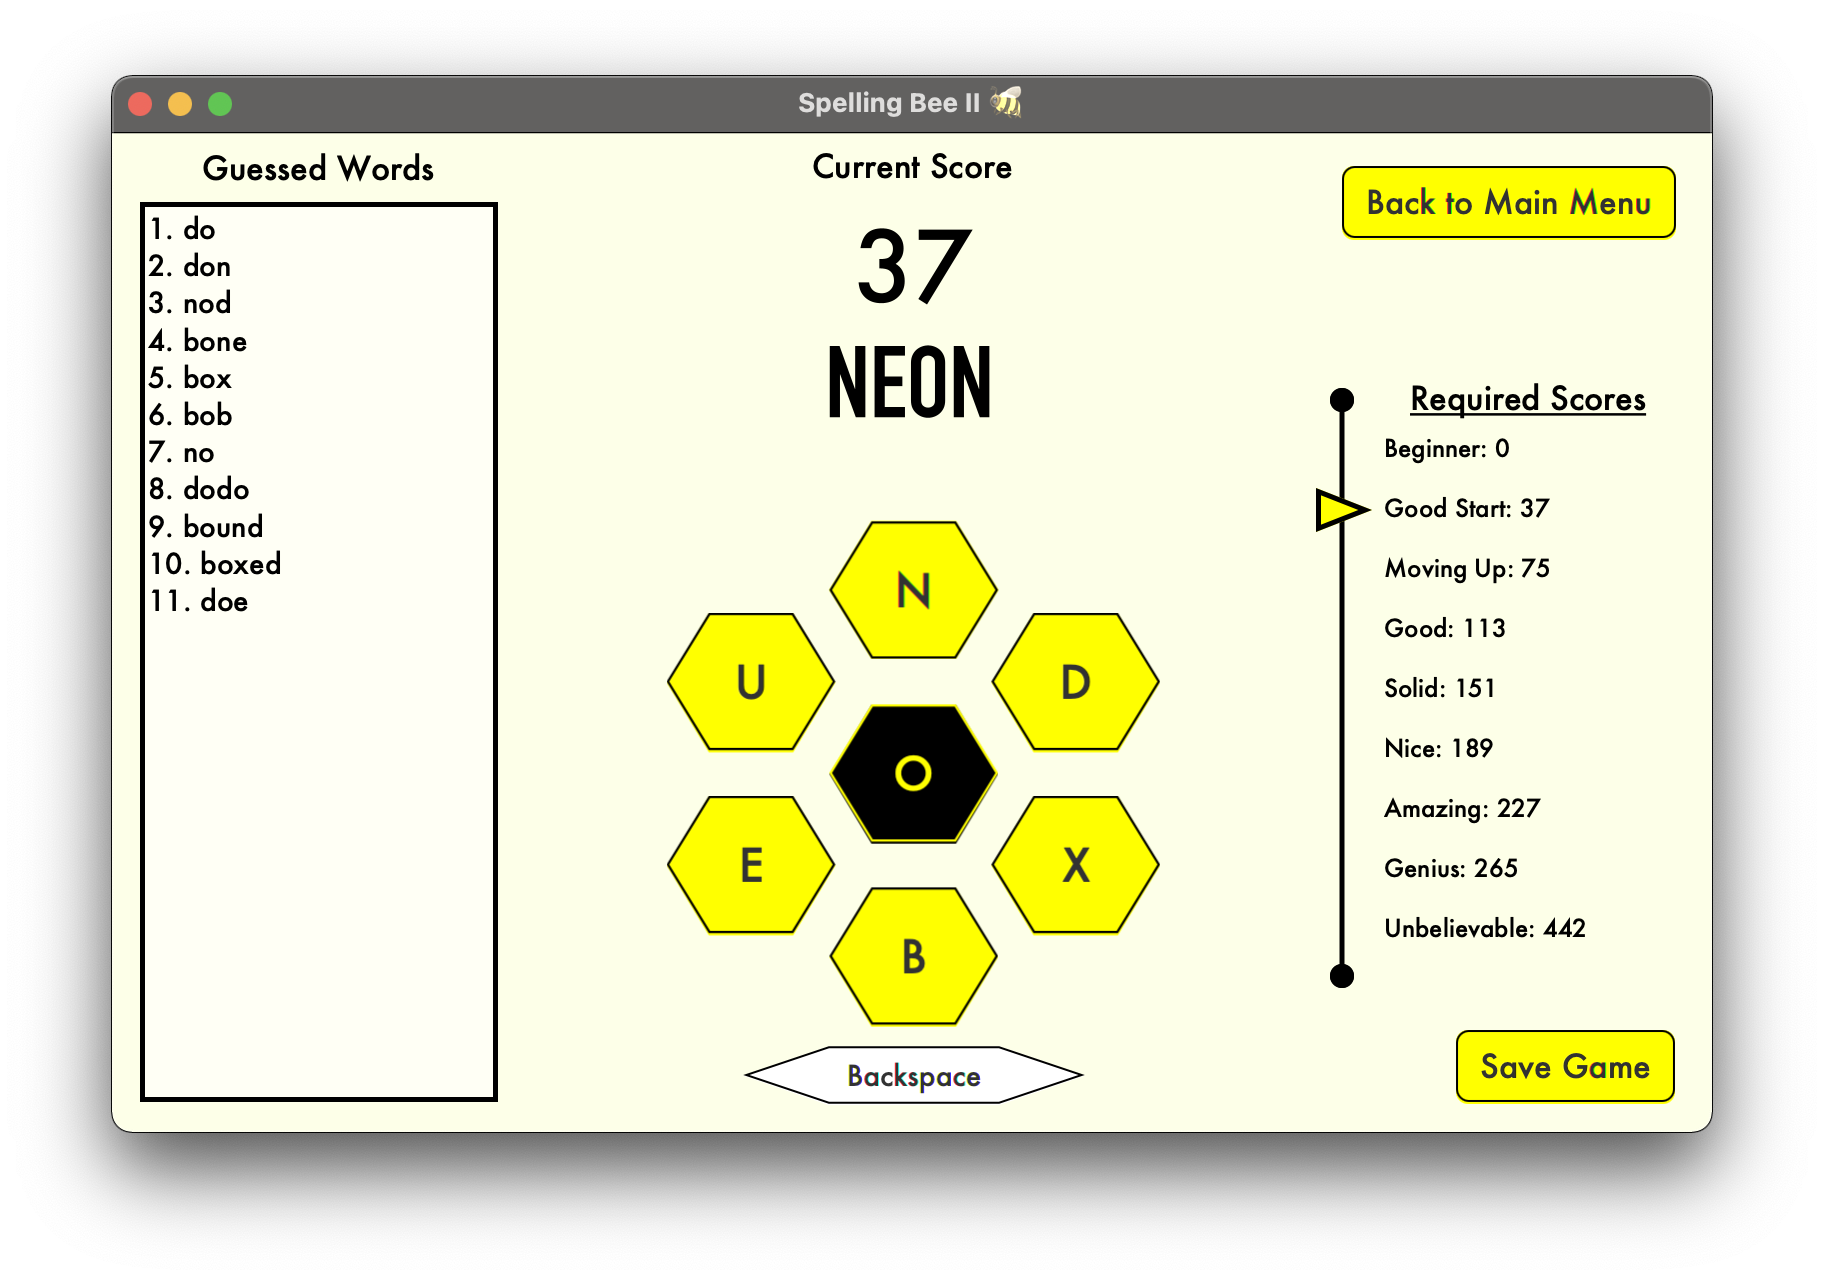 Spelling Bee II 🐝
Guessed Words
1. do
2. don
3. nod
4. bone
5. box
6. bob
7. no
8. dodo
9. bound
10. boxed
11. doe
Current Score
37
NEON
N
U
D
O
E
X
B
Backspace
Back to Main Menu
Required Scores
Beginner: 0
Good Start: 37
Moving Up: 75
Good: 113
Solid: 151
Nice: 189
Amazing: 227
Genius: 265
Unbelievable: 442
Save Game